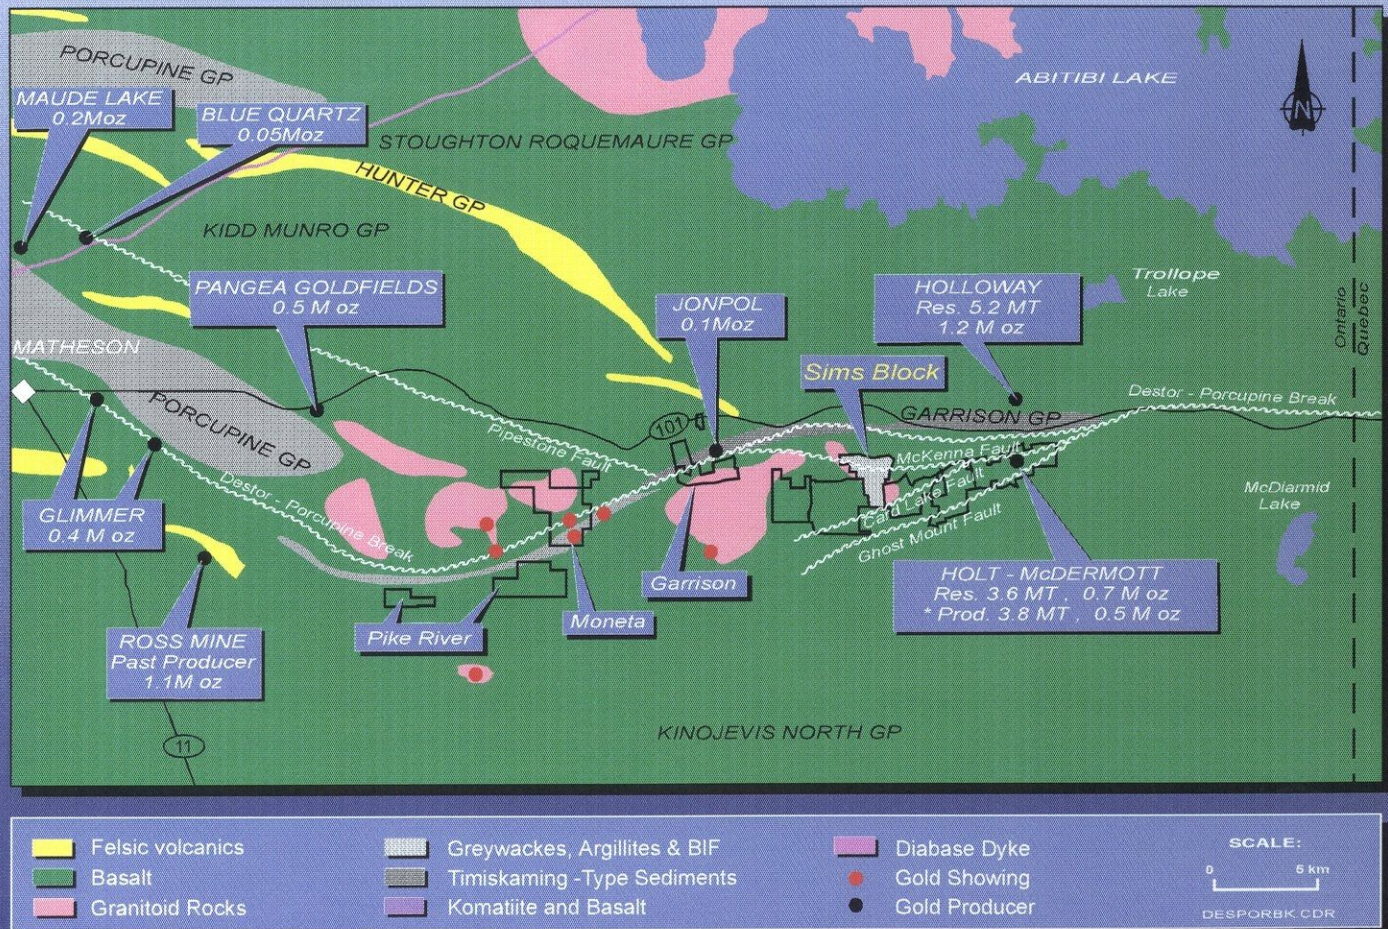 PORCUPINE GP
ABITIBI LAKE
N
MAUDE LAKE
0.2Moz
BLUE QUARTZ
0.05Moz
STOUGHTON ROQUEMAURE GP
HUNTER GP
KIDD MUNRO GP
PANGEA GOLDFIELDS
0.5 M oz
JONPOL
0.1Moz
HOLLOWAY
Res. 5.2 MT
1.2 M oz
Trollope
Lake
Ontario
Quebec
MATHESON
Sims Block
Destor - Porcupine Break
PORCUPINE GP
101
GARRISON GP
Pipestone Fault
McKenna Fault
Destor - Porcupine Break
Card Lake Fault
Ghost Mount Fault
McDiarmid
Lake
GLIMMER
0.4 M oz
Garrison
HOLT - McDERMOTT
Res. 3.6 MT , 0.7 M oz
* Prod. 3.8 MT , 0.5 M oz
Moneta
Pike River
ROSS MINE
Past Producer
1.1M oz
11
KINOJEVIS NORTH GP
Felsic volcanics
Basalt
Granitoid Rocks
Greywackes, Argillites & BIF
Timiskaming -Type Sediments
Komatiite and Basalt
Diabase Dyke
Gold Showing
Gold Producer
SCALE:
0 5 km
DESPORBK.CDR